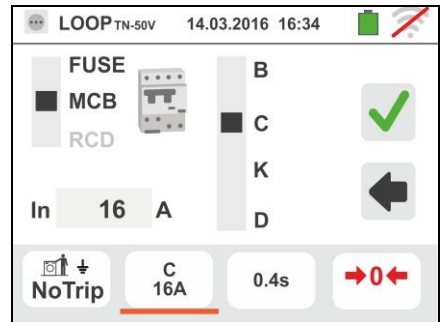 LOOP TN-50V 14.03.2016 16:34
FUSE
MCB
RCD
B
C
K
D
In 16 A
NoTrip
C
16A
0.4s
0